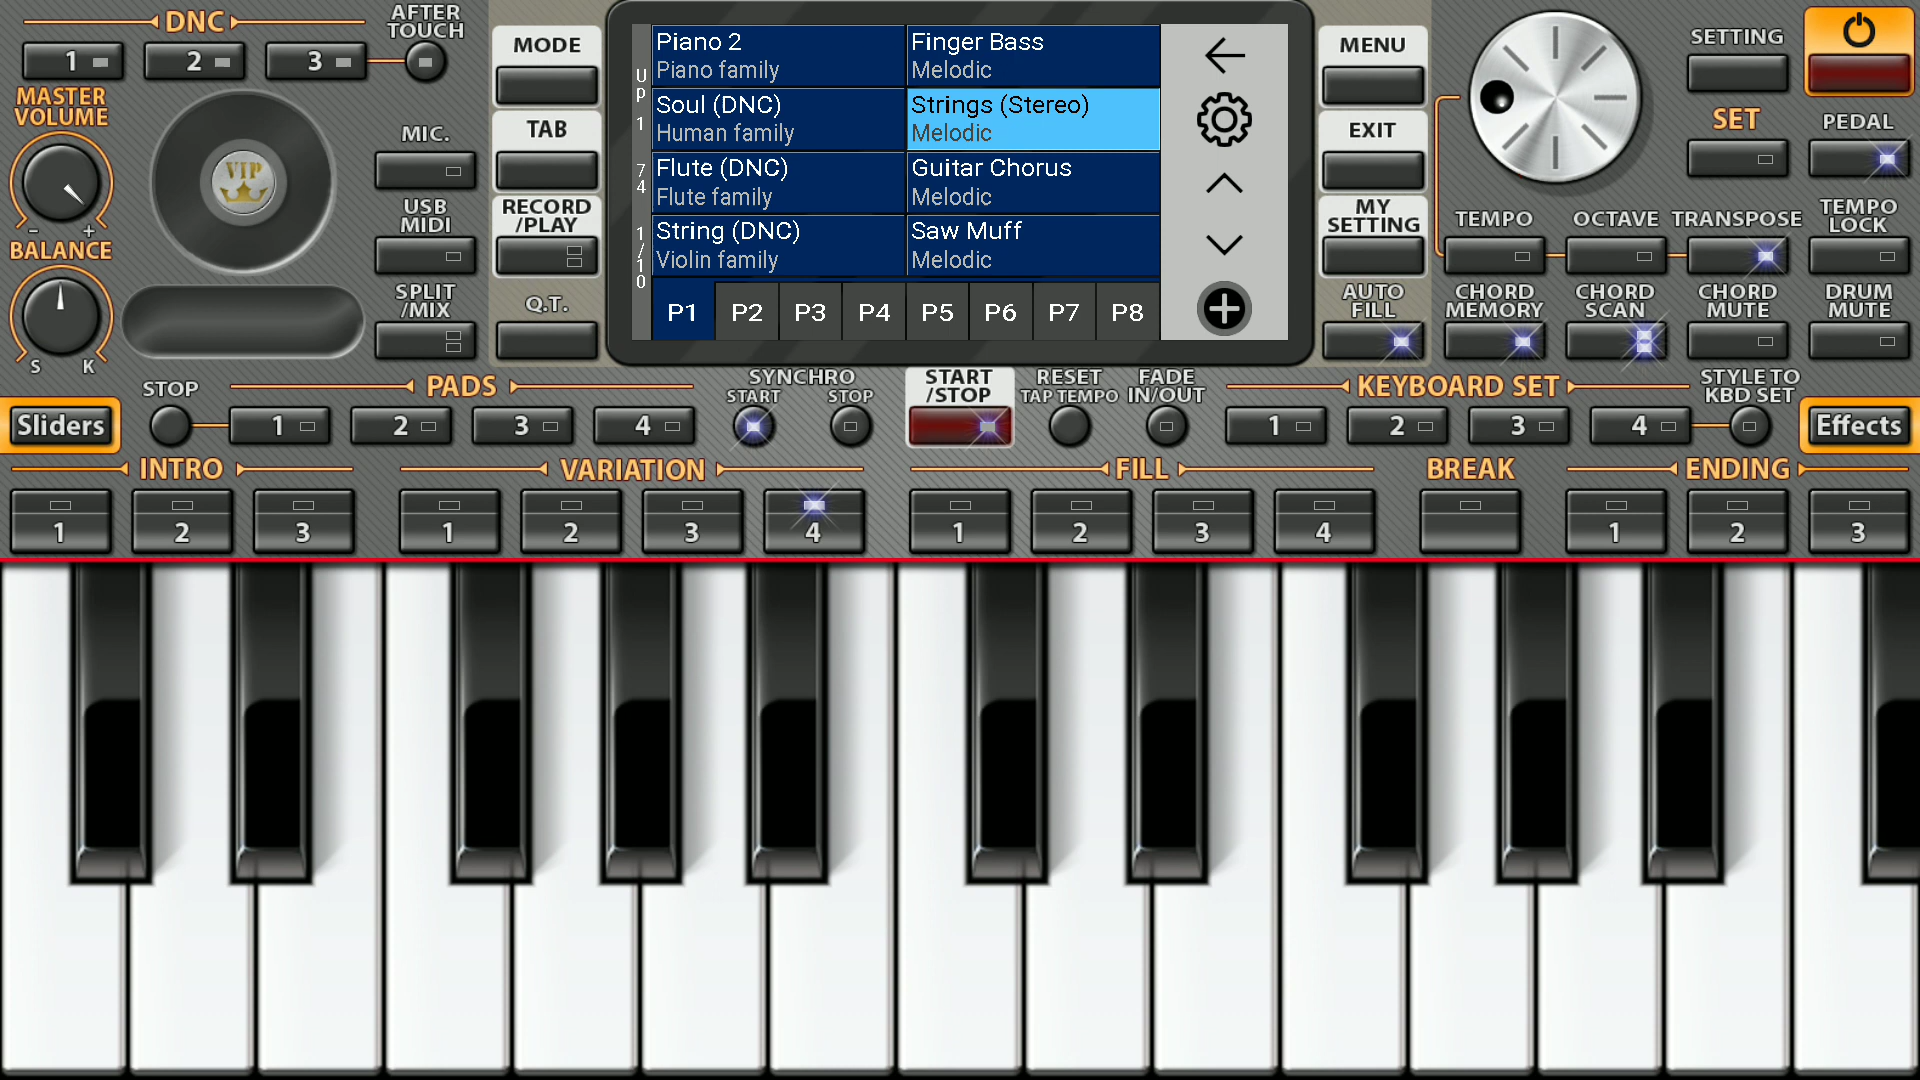 DNC
AFTER
TOUCH
1
2
3
MASTER
VOLUME
- +
BALANCE
S K
VIP
MIC.
USB
MIDI
SPLIT
/MIX
MODE
TAB
RECORD
/PLAY
Q.T.
Up 1
74
1/10
Piano 2
Piano family
Finger Bass
Melodic
Soul (DNC)
Human family
Strings (Stereo)
Melodic
Flute (DNC)
Flute family
Guitar Chorus
Melodic
String (DNC)
Violin family
Saw Muff
Melodic
P1 P2 P3 P4 P5 P6 P7 P8
MENU
EXIT
MY
SETTING
AUTO
FILL
SETTING
SET
PEDAL
TEMPO
OCTAVE
TRANSPOSE
TEMPO
LOCK
CHORD
MEMORY
CHORD
SCAN
CHORD
MUTE
DRUM
MUTE
Sliders
STOP
PADS
1
2
3
4
SYNCHRO
START
STOP
START
/STOP
RESET
TAP TEMPO
FADE
IN/OUT
KEYBOARD SET
1
2
3
4
STYLE TO
KBD SET
Effects
INTRO
1
2
3
VARIATION
1
2
3
4
FILL
1
2
3
4
BREAK
ENDING
1
2
3